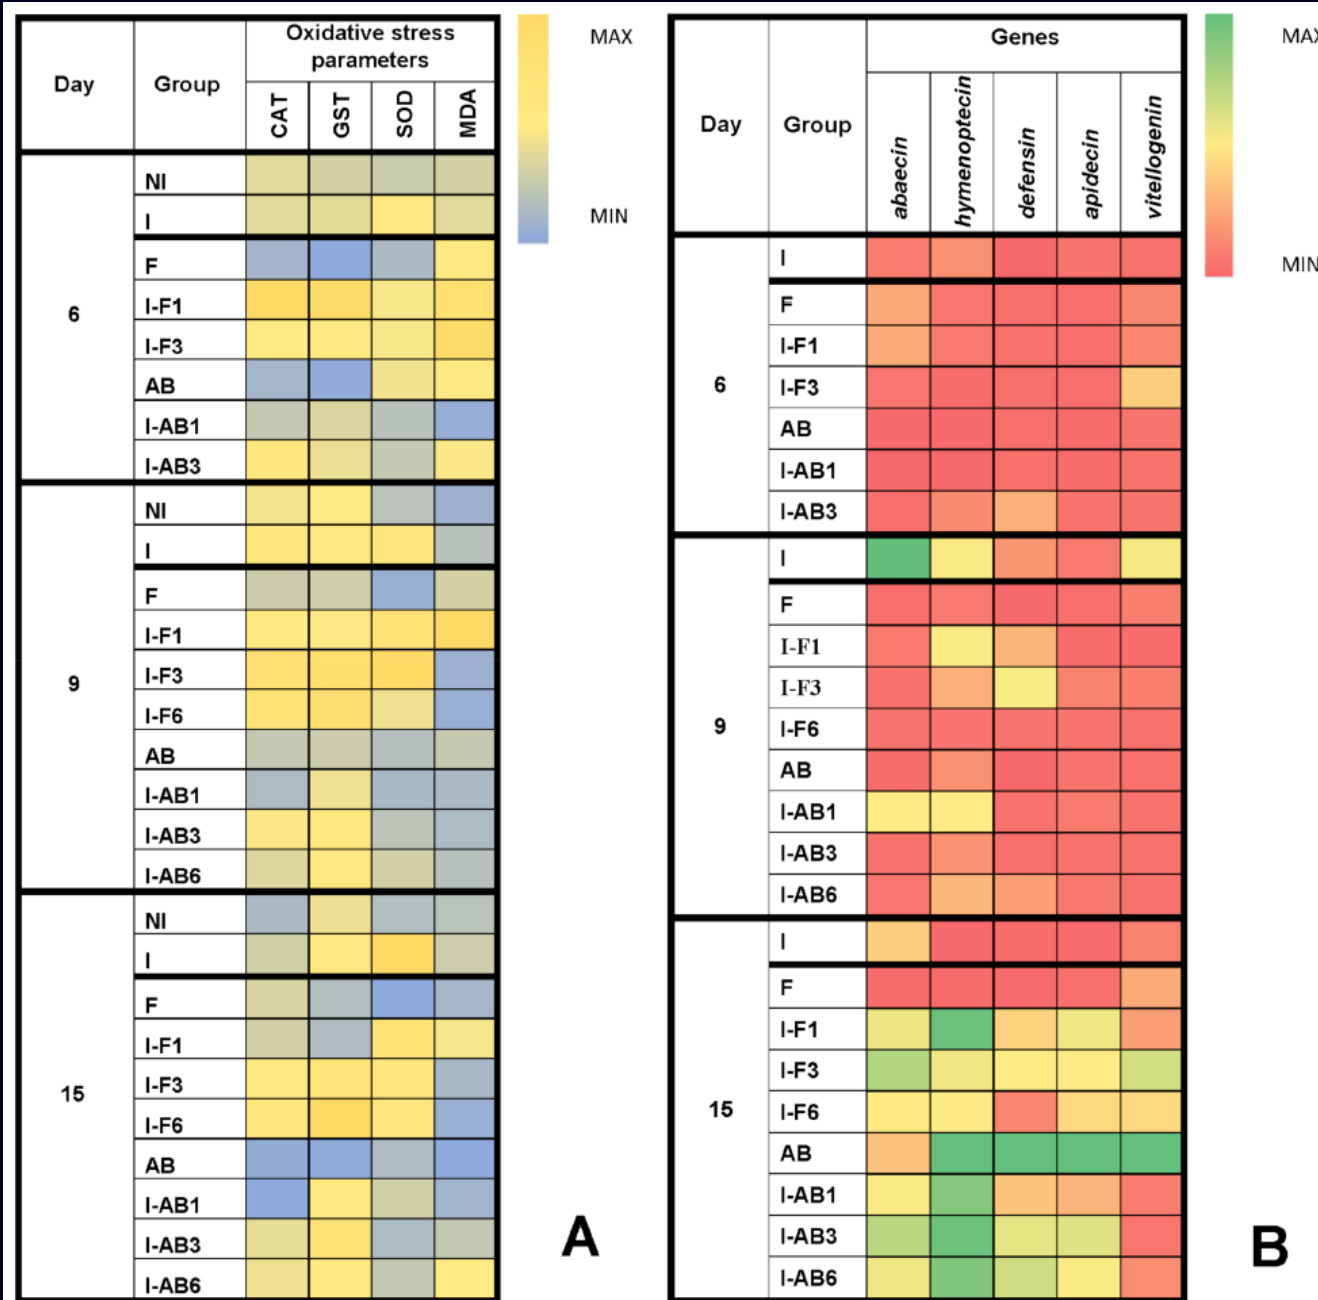 Day
Group
Oxidative stress
parameters
CAT
GST
SOD
MDA
6
NI
I
F
I-F1
I-F3
AB
I-AB1
I-AB3
9
NI
I
F
I-F1
I-F3
I-F6
AB
I-AB1
I-AB3
I-AB6
15
NI
I
F
I-F1
I-F3
I-F6
AB
I-AB1
I-AB3
I-AB6
MAX
MIN
A
Day
Group
Genes
abaecin
hymenoptecin
defensin
apidecin
vitellogenin
6
I
F
I-F1
I-F3
AB
I-AB1
I-AB3
9
I
F
I-F1
I-F3
I-F6
AB
I-AB1
I-AB3
I-AB6
15
I
F
I-F1
I-F3
I-F6
AB
I-AB1
I-AB3
I-AB6
MAX
MIN
B